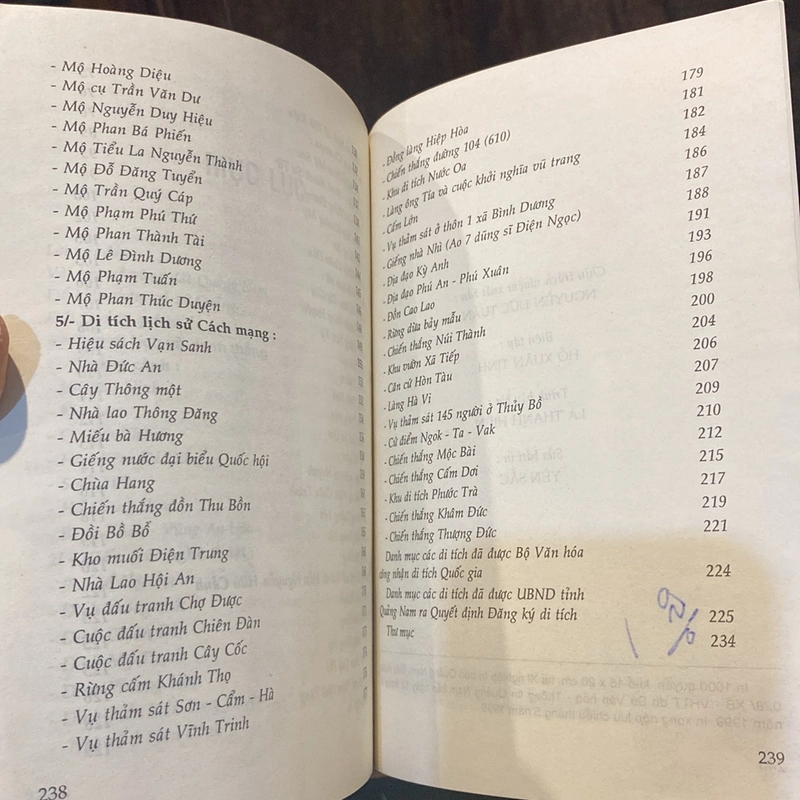 - Mộ Hoàng Diệu
- Mộ cụ Trần Văn Dư
- Mộ Nguyễn Duy Hiệu
- Mộ Phan Bá Phiến
- Mộ Tiểu La Nguyễn Thành
- Mộ Đỗ Đăng Tuyển
- Mộ Trần Quý Cáp
- Mộ Phạm Phú Thứ
- Mộ Phan Thành Tài
- Mộ Lê Đình Dương
- Mộ Phạm Tuấn
- Mộ Phan Thúc Duyện
5/- Di tích lịch sử Cách mạng :
- Hiệu sách Vạn Sanh
- Nhà Đức An
- Cây Thông một
- Nhà lao Thông Đăng
- Miếu bà Hương
- Giếng nước đại biểu Quốc hội
- Chùa Hang
- Chiến thắng đồn Thu Bồn
- Đồi Bồ Bồ
- Kho muối Điện Trung
- Nhà Lao Hội An
- Vụ đấu tranh Chợ Được
- Cuộc đấu tranh Chiên Đàn
- Cuộc đấu tranh Cây Cốc
- Rừng cấm Khánh Thọ
- Vụ thảm sát Sơn - Cẩm - Hà
- Vụ thảm sát Vĩnh Trinh
238
179
181
- Đồng làng Hiệp Hòa 182
- Chiến thắng đường 104 (610) 184
- Khu di tích Nước Oa 186
- Làng ông Tía và cuộc khởi nghĩa vũ trang 187
- Cấm Lớn 188
- Vụ thảm sát ở thôn 1 xã Bình Dương 191
- Giếng nhà Nhì (Ao 7 dũng sĩ Điện Ngọc) 193
- Địa đạo Kỳ Anh 196
- Địa đạo Phú An - Phú Xuân 198
- Đồn Cao Lao 200
- Rừng dừa bảy mẫu 204
- Chiến thắng Núi Thành 206
- Khu vườn Xã Tiếp 207
- Căn cứ Hòn Tàu 209
- Làng Hà Vi 210
- Vụ thảm sát 145 người ở Thủy Bồ 212
- Cứ điểm Ngok - Ta - Vak 215
- Chiến thắng Mộc Bài 217
- Chiến thắng Cấm Dơi 219
- Khu di tích Phước Trà 221
- Chiến thắng Khâm Đức
- Chiến thắng Thượng Đức
Danh mục các di tích đã được Bộ Văn hóa
công nhận di tích Quốc gia 224
Danh mục các di tích đã được UBND tỉnh
Quảng Nam ra Quyết định Đăng ký di tích 225
Thư mục 234
239